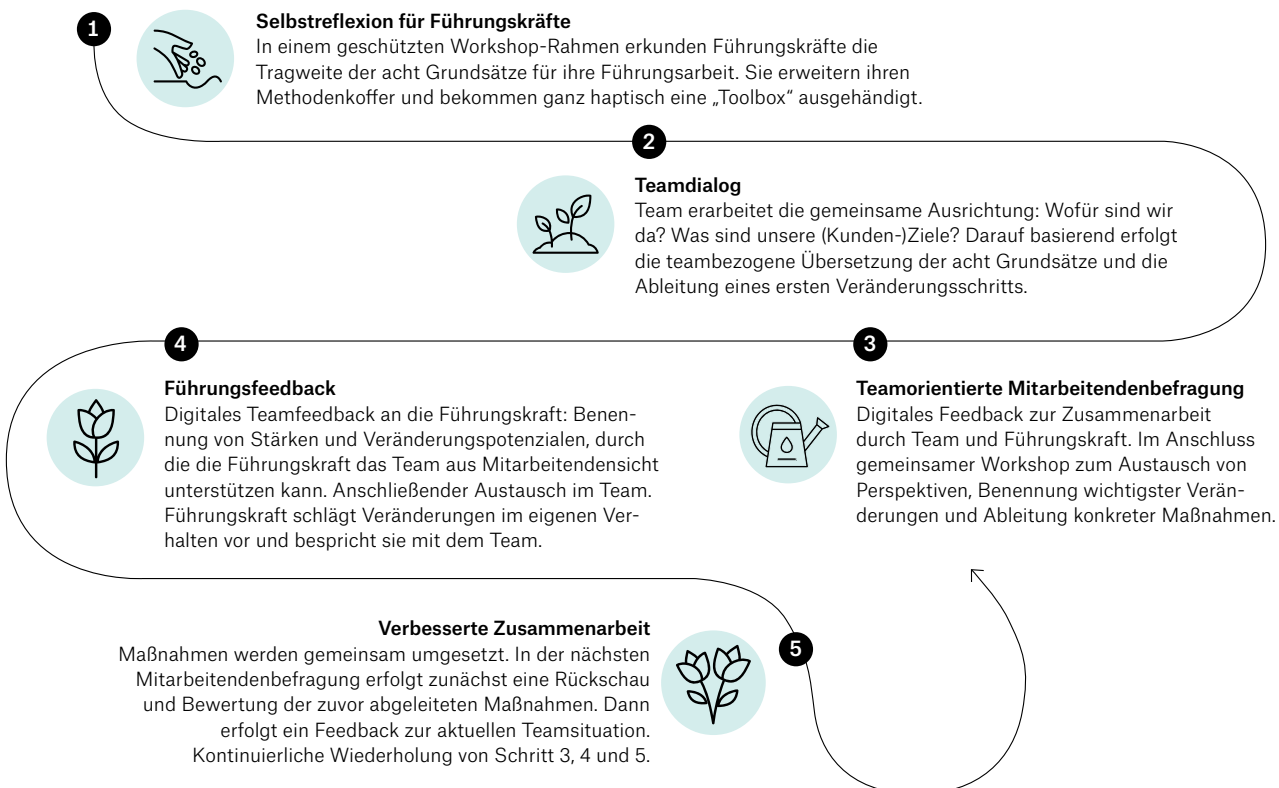 1
Selbstreflexion für Führungskräfte
In einem geschützten Workshop-Rahmen erkunden Führungskräfte die
Tragweite der acht Grundsätze für ihre Führungsarbeit. Sie erweitern ihren
Methodenkoffer und bekommen ganz haptisch eine „Toolbox“ ausgehändigt.
2
Teamdialog
Team erarbeitet die gemeinsame Ausrichtung: Wofür sind wir
da? Was sind unsere (Kunden-)Ziele? Darauf basierend erfolgt
die teambezogene Übersetzung der acht Grundsätze und die
Ableitung eines ersten Veränderungsschritts.
3
Teamorientierte Mitarbeitendenbefragung
Digitales Feedback zur Zusammenarbeit
durch Team und Führungskraft. Im Anschluss
gemeinsamer Workshop zum Austausch von
Perspektiven, Benennung wichtigster Verän-
derungen und Ableitung konkreter Maßnahmen.
4
Führungsfeedback
Digitales Teamfeedback an die Führungskraft: Benen-
nung von Stärken und Veränderungspotenzialen, durch
die die Führungskraft das Team aus Mitarbeitendensicht
unterstützen kann. Anschließender Austausch im Team.
Führungskraft schlägt Veränderungen im eigenen Ver-
halten vor und bespricht sie mit dem Team.
5
Verbesserte Zusammenarbeit
Maßnahmen werden gemeinsam umgesetzt. In der nächsten
Mitarbeitendenbefragung erfolgt zunächst eine Rückschau
und Bewertung der zuvor abgeleiteten Maßnahmen. Dann
erfolgt ein Feedback zur aktuellen Teamsituation.
Kontinuierliche Wiederholung von Schritt 3, 4 und 5.